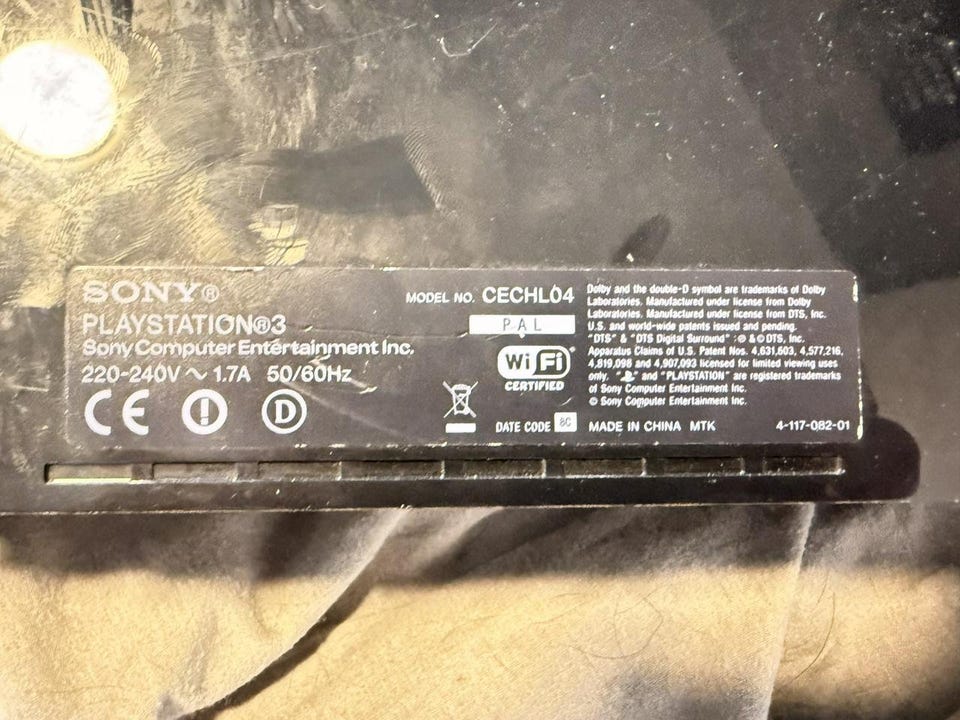 SONY®
PLAYSTATION®3
Sony Computer Entertainment Inc.
220-240V ~ 1.7A 50/60Hz
CE
D
MODEL NO. CECHL04
PAL
Wi Fi
CERTIFIED
DATE CODE 8C
Dolby and the double-D symbol are trademarks of Dolby
Laboratories. Manufactured under license from Dolby
Laboratories. Manufactured under license from DTS, Inc.
U.S. and world-wide patents issued and pending.
"DTS" & "DTS Digital Surround" : ® & © DTS, Inc.
Apparatus Claims of U.S. Patent Nos. 4,631,603, 4,577,216,
4,819,098 and 4,907,093 licensed for limited viewing uses
only. " " and "PLAYSTATION" are registered trademarks
of Sony Computer Entertainment Inc.
© Sony Computer Entertainment Inc.
MADE IN CHINA MTK 4-117-082-01